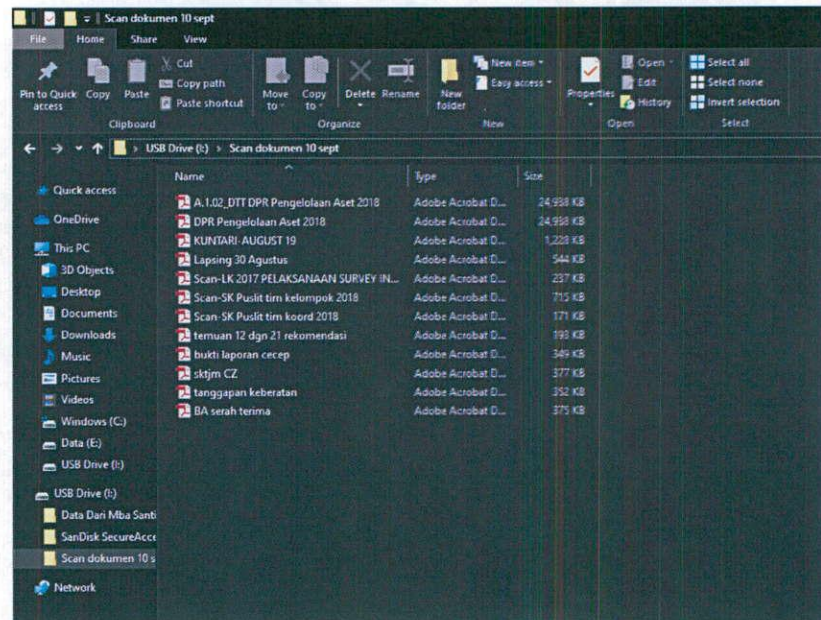 Scan dokumen 10 sept
File Home Share View
Pin to Quick access
Copy
Paste
Cut
Copy path
Paste shortcut
Clipboard
Move to
Copy to
Delete
Rename
Organize
New folder
New item
Easy access
New
Properties
Open
Edit
History
Open
Select all
Select none
Invert selection
Select
USB Drive (I:) > Scan dokumen 10 sept
Quick access
OneDrive
This PC
3D Objects
Desktop
Documents
Downloads
Music
Pictures
Videos
Windows (C:)
Data (E:)
USB Drive (I:)
USB Drive (I:)
Data Dari Mba Santi
SanDisk SecureAcce
Scan dokumen 10 s
Network
Name Type Size
A.1.02_DTT DPR Pengelolaan Aset 2018 Adobe Acrobat D... 24,938 KB
DPR Pengelolaan Aset 2018 Adobe Acrobat D... 24,938 KB
KUNTARI- AUGUST 19 Adobe Acrobat D... 1,228 KB
Lapsing 30 Agustus Adobe Acrobat D... 544 KB
Scan-LK 2017 PELAKSANAAN SURVEY IN... Adobe Acrobat D... 237 KB
Scan-SK Puslit tim kelompok 2018 Adobe Acrobat D... 715 KB
Scan-SK Puslit tim koord 2018 Adobe Acrobat D... 171 KB
temuan 12 dgn 21 rekomendasi Adobe Acrobat D... 193 KB
bukti laporan cecep Adobe Acrobat D... 349 KB
sktjm CZ Adobe Acrobat D... 377 KB
tanggapan keberatan Adobe Acrobat D... 352 KB
BA serah terima Adobe Acrobat D... 375 KB